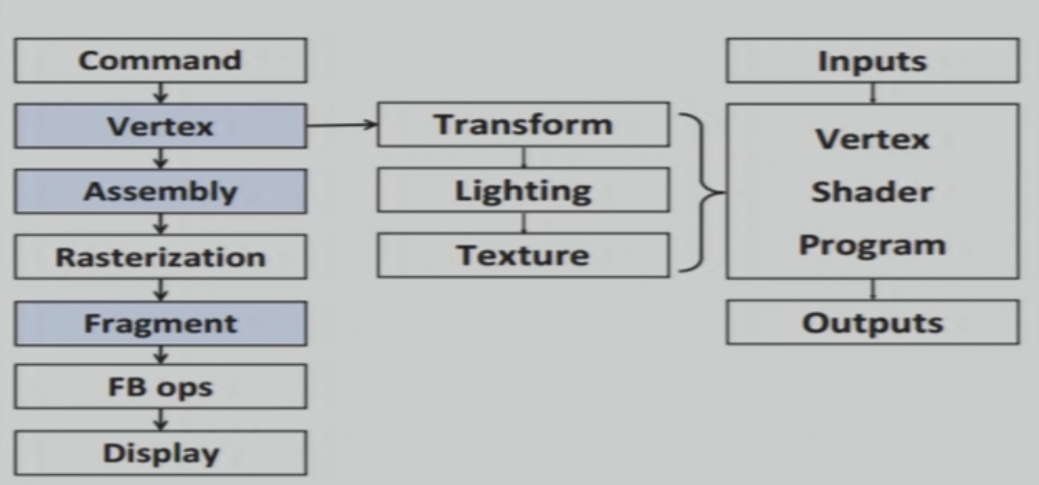 Command
Vertex
Assembly
Rasterization
Fragment
FB ops
Display
Transform
Lighting
Texture
Inputs
Vertex
Shader
Program
Outputs